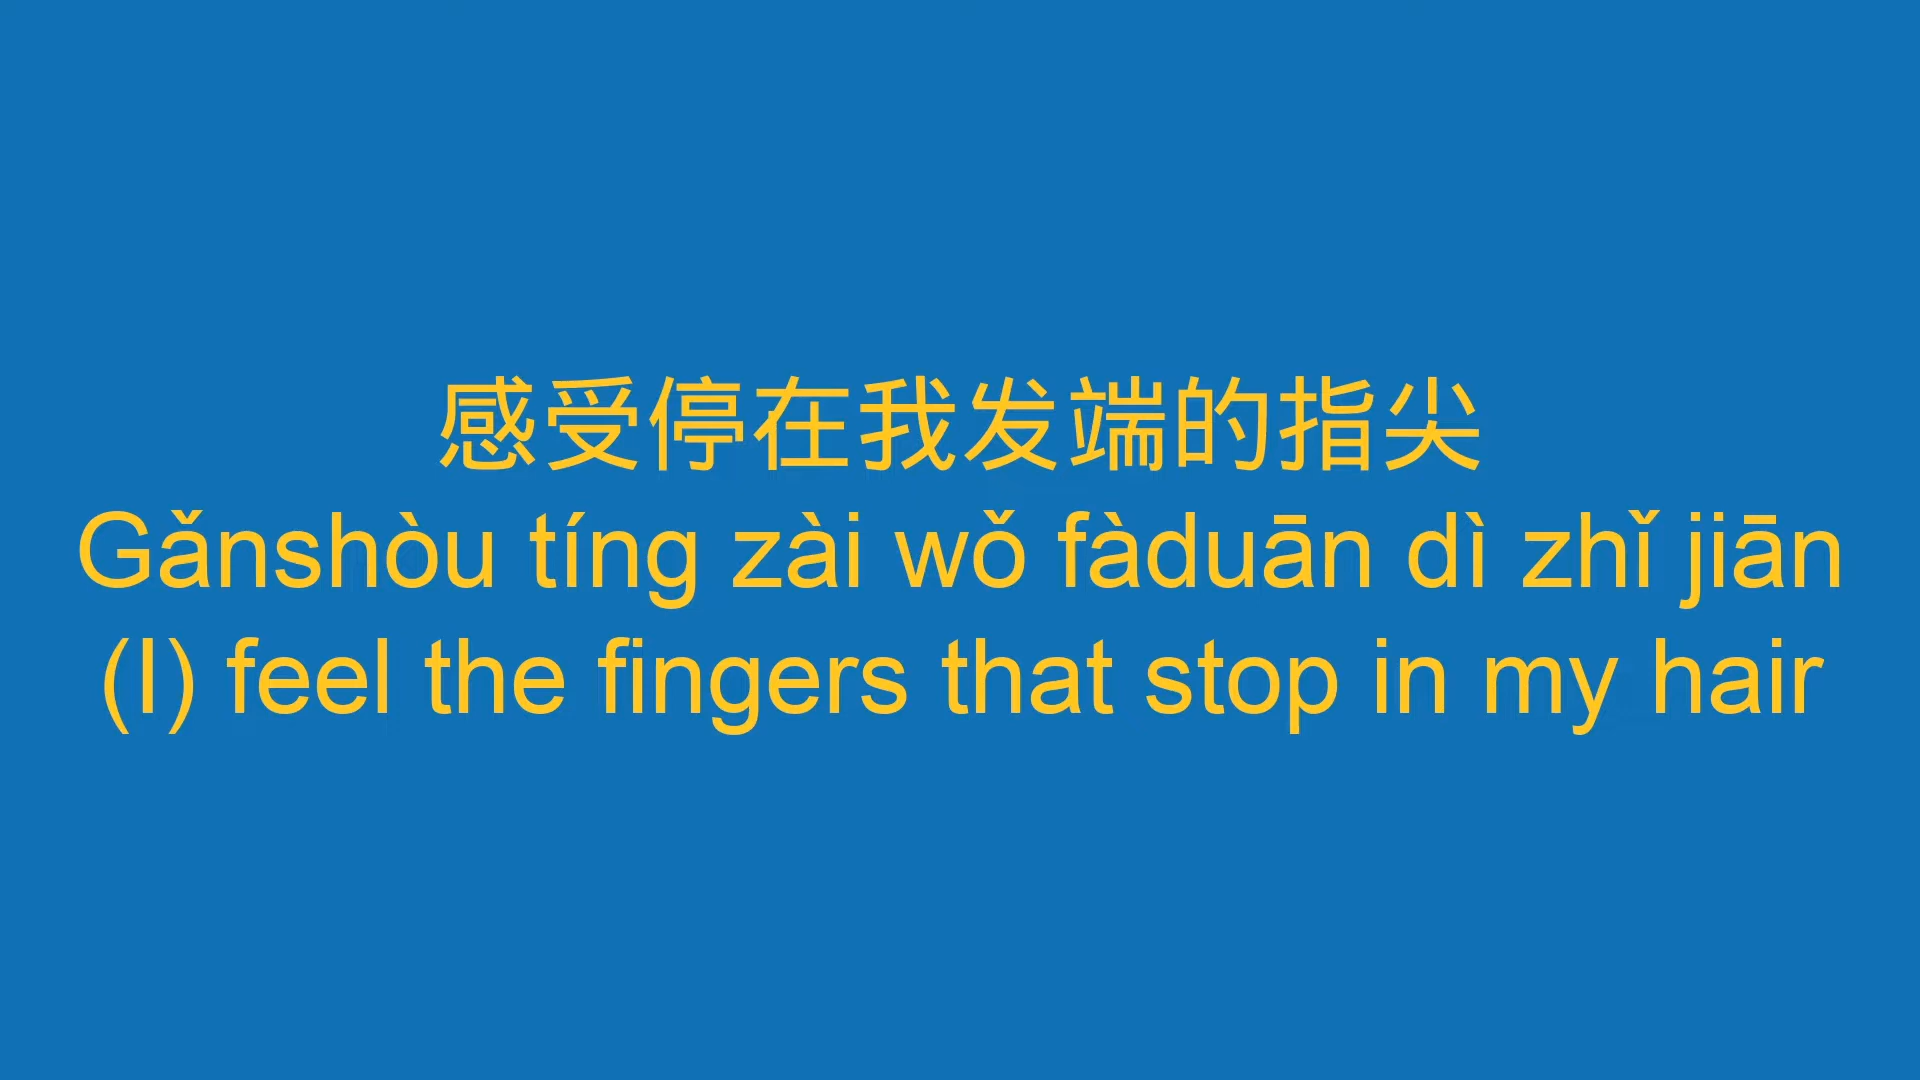 感受停在我发端的指尖
Gǎnshòu tíng zài wǒ fàduān dì zhǐ jiān
(I) feel the fingers that stop in my hair